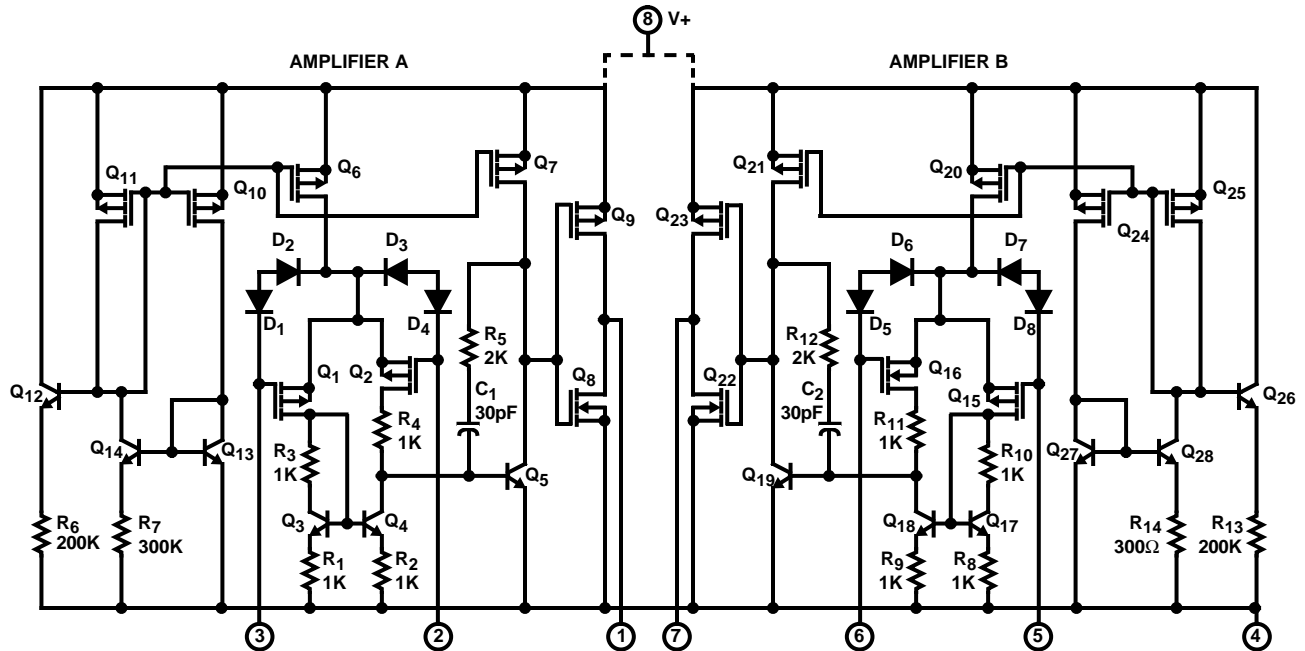 8 V+
AMPLIFIER A
AMPLIFIER B
Q11
Q10
Q6
Q7
Q9
Q21
Q23
Q20
Q24
Q25
D2
D3
D1
D4
D6
D7
D5
D8
Q12
Q1
Q2
R5
2K
C1
30pF
Q8
Q22
R12
2K
C2
30pF
Q16
Q15
Q26
Q14
Q13
R3
1K
R4
1K
Q5
Q19
R11
1K
R10
1K
Q27
Q28
Q3
Q4
Q18
Q17
R6
200K
R7
300K
R1
1K
R2
1K
R9
1K
R8
1K
R14
300Ω
R13
200K
3
2
1
7
6
5
4